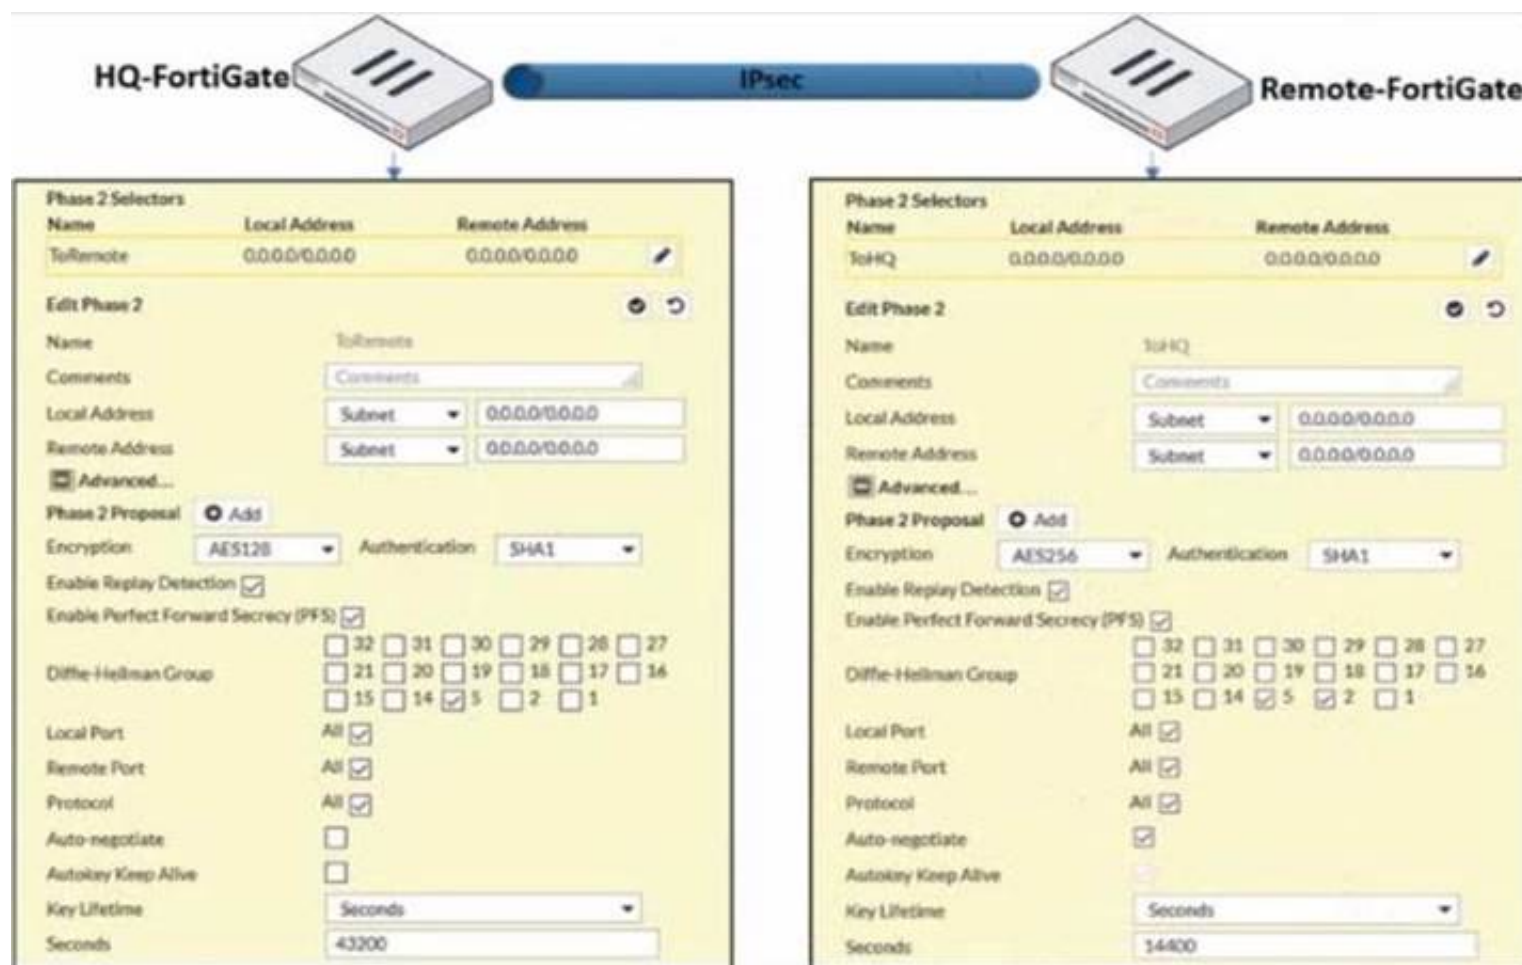 HQ-FortiGate
IPsec
Remote-FortiGate
Phase 2 Selectors
Name Local Address Remote Address
ToRemote 0.0.0.0/0.0.0.0 0.0.0.0/0.0.0.0
Edit Phase 2
Name ToRemote
Comments Comments
Local Address Subnet 0.0.0.0/0.0.0.0
Remote Address Subnet 0.0.0.0/0.0.0.0
Advanced...
Phase 2 Proposal Add
Encryption AES128 Authentication SHA1
Enable Replay Detection
Enable Perfect Forward Secrecy (PFS)
32 31 30 29 28 27
Diffie-Hellman Group 21 20 19 18 17 16
15 14 5 2 1
Local Port All
Remote Port All
Protocol All
Auto-negotiate
Autokey Keep Alive
Key Lifetime Seconds
Seconds 43200
Phase 2 Selectors
Name Local Address Remote Address
ToHQ 0.0.0.0/0.0.0.0 0.0.0.0/0.0.0.0
Edit Phase 2
Name ToHQ
Comments Comments
Local Address Subnet 0.0.0.0/0.0.0.0
Remote Address Subnet 0.0.0.0/0.0.0.0
Advanced...
Phase 2 Proposal Add
Encryption AES256 Authentication SHA1
Enable Replay Detection
Enable Perfect Forward Secrecy (PFS)
32 31 30 29 28 27
Diffie-Hellman Group 21 20 19 18 17 16
15 14 5 2 1
Local Port All
Remote Port All
Protocol All
Auto-negotiate
Autokey Keep Alive
Key Lifetime Seconds
Seconds 14400